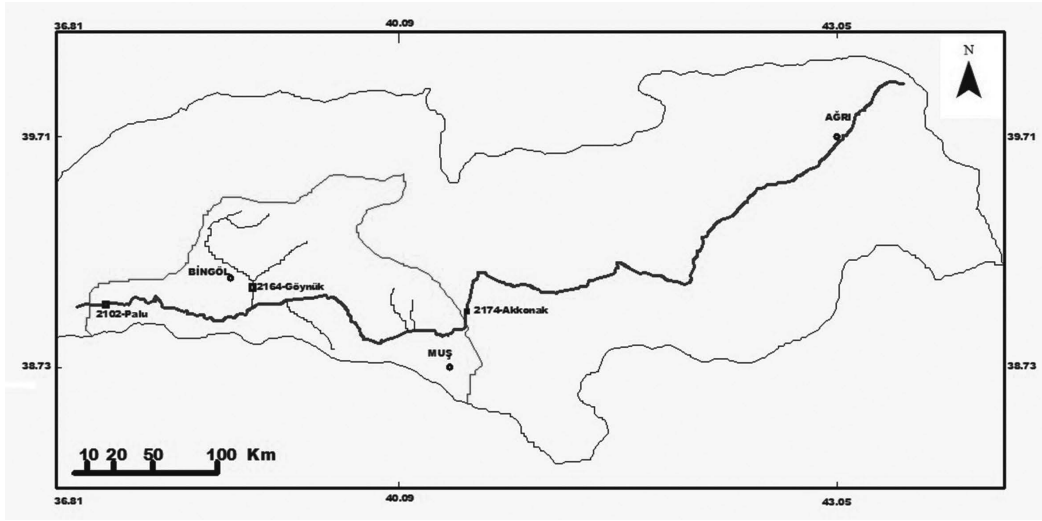 36.81 40.09 43.05
N
AĞRI
39.71 39.71
BİNGÖL
2164-Göynük
2102-Palu
2174-Akkonak
MUŞ
38.73 38.73
10 20 50 100 Km
36.81 40.09 43.05